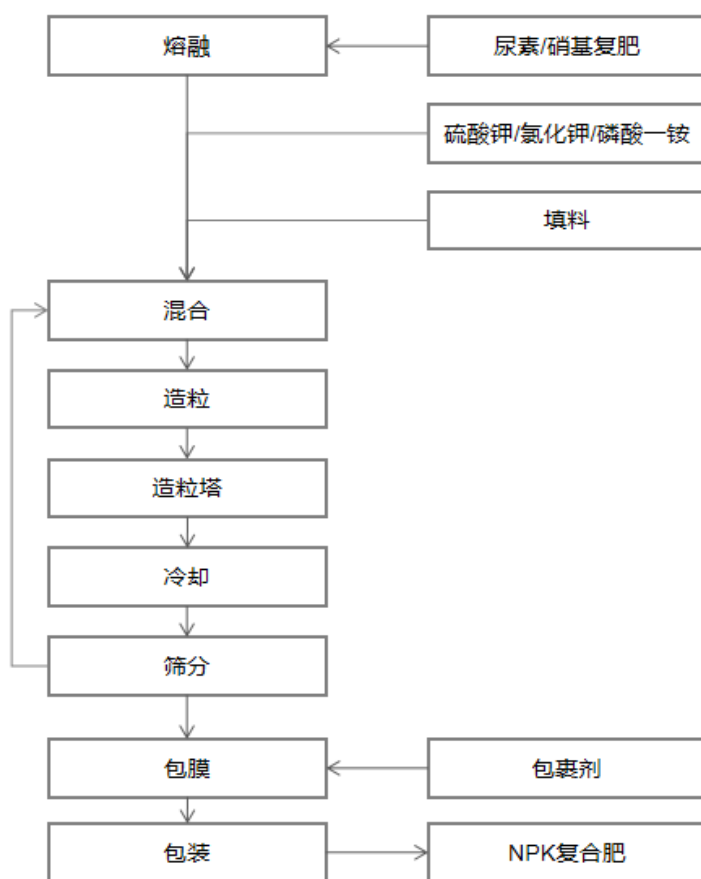 熔融
尿素/硝基复肥
硫酸钾/氯化钾/磷酸一铵
填料
混合
造粒
造粒塔
冷却
筛分
包膜
包裹剂
包装
NPK复合肥